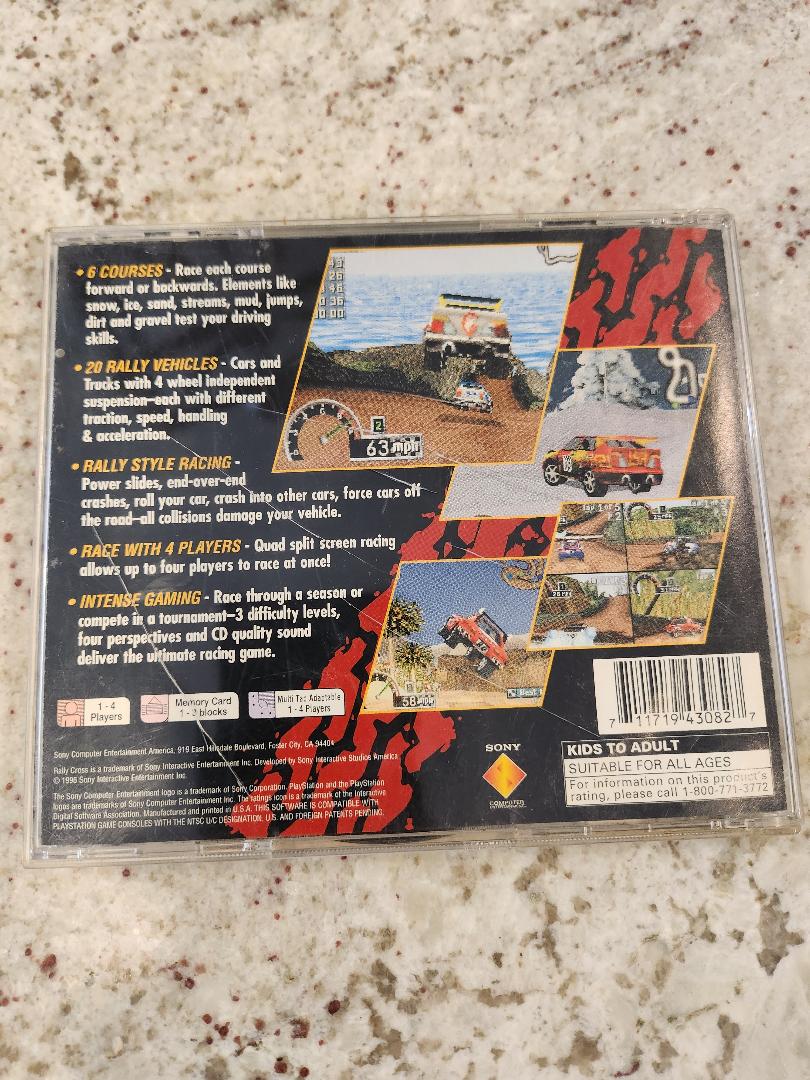 • 6 COURSES - Race each course
forward or backwards. Elements like
snow, ice, sand, streams, mud, jumps,
dirt and gravel test your driving
skills.
• 20 RALLY VEHICLES - Cars and
Trucks with 4 wheel independent
suspension–each with different
traction, speed, handling
& acceleration.
• RALLY STYLE RACING -
Power slides, end-over-end
crashes, roll your car, crash into other cars, force cars off
the road–all collisions damage your vehicle.
• RACE WITH 4 PLAYERS - Quad split screen racing
allows up to four players to race at once!
• INTENSE GAMING - Race through a season or
compete in a tournament–3 difficulty levels,
four perspectives and CD quality sound
deliver the ultimate racing game.
2
63 mph
58 mph
Best
1 - 4
Players
Memory Card
blocks
Multi Tap Adaptable
1 - 4 Players
7 11719 43082 7
Sony Computer Entertainment America, 919 East Hillsdale Boulevard, Foster City, CA 94404
Rally Cross is a trademark of Sony Interactive Entertainment Inc. Developed by Sony Interactive Studios America
© 1996 Sony Interactive Entertainment Inc.
The Sony Computer Entertainment logo is a trademark of Sony Corporation. PlayStation and the PlayStation
logos are trademarks of Sony Computer Entertainment Inc. The ratings icon is a trademark of the Interactive
Digital Software Association. Manufactured and printed in U.S.A. THIS SOFTWARE IS COMPATIBLE WITH
PLAYSTATION GAME CONSOLES WITH THE NTSC U/C DESIGNATION. U.S. AND FOREIGN PATENTS PENDING.
SONY
COMPUTER
ENTERTAINMENT
KIDS TO ADULT
SUITABLE FOR ALL AGES
For information on this product's
rating, please call 1-800-771-3772